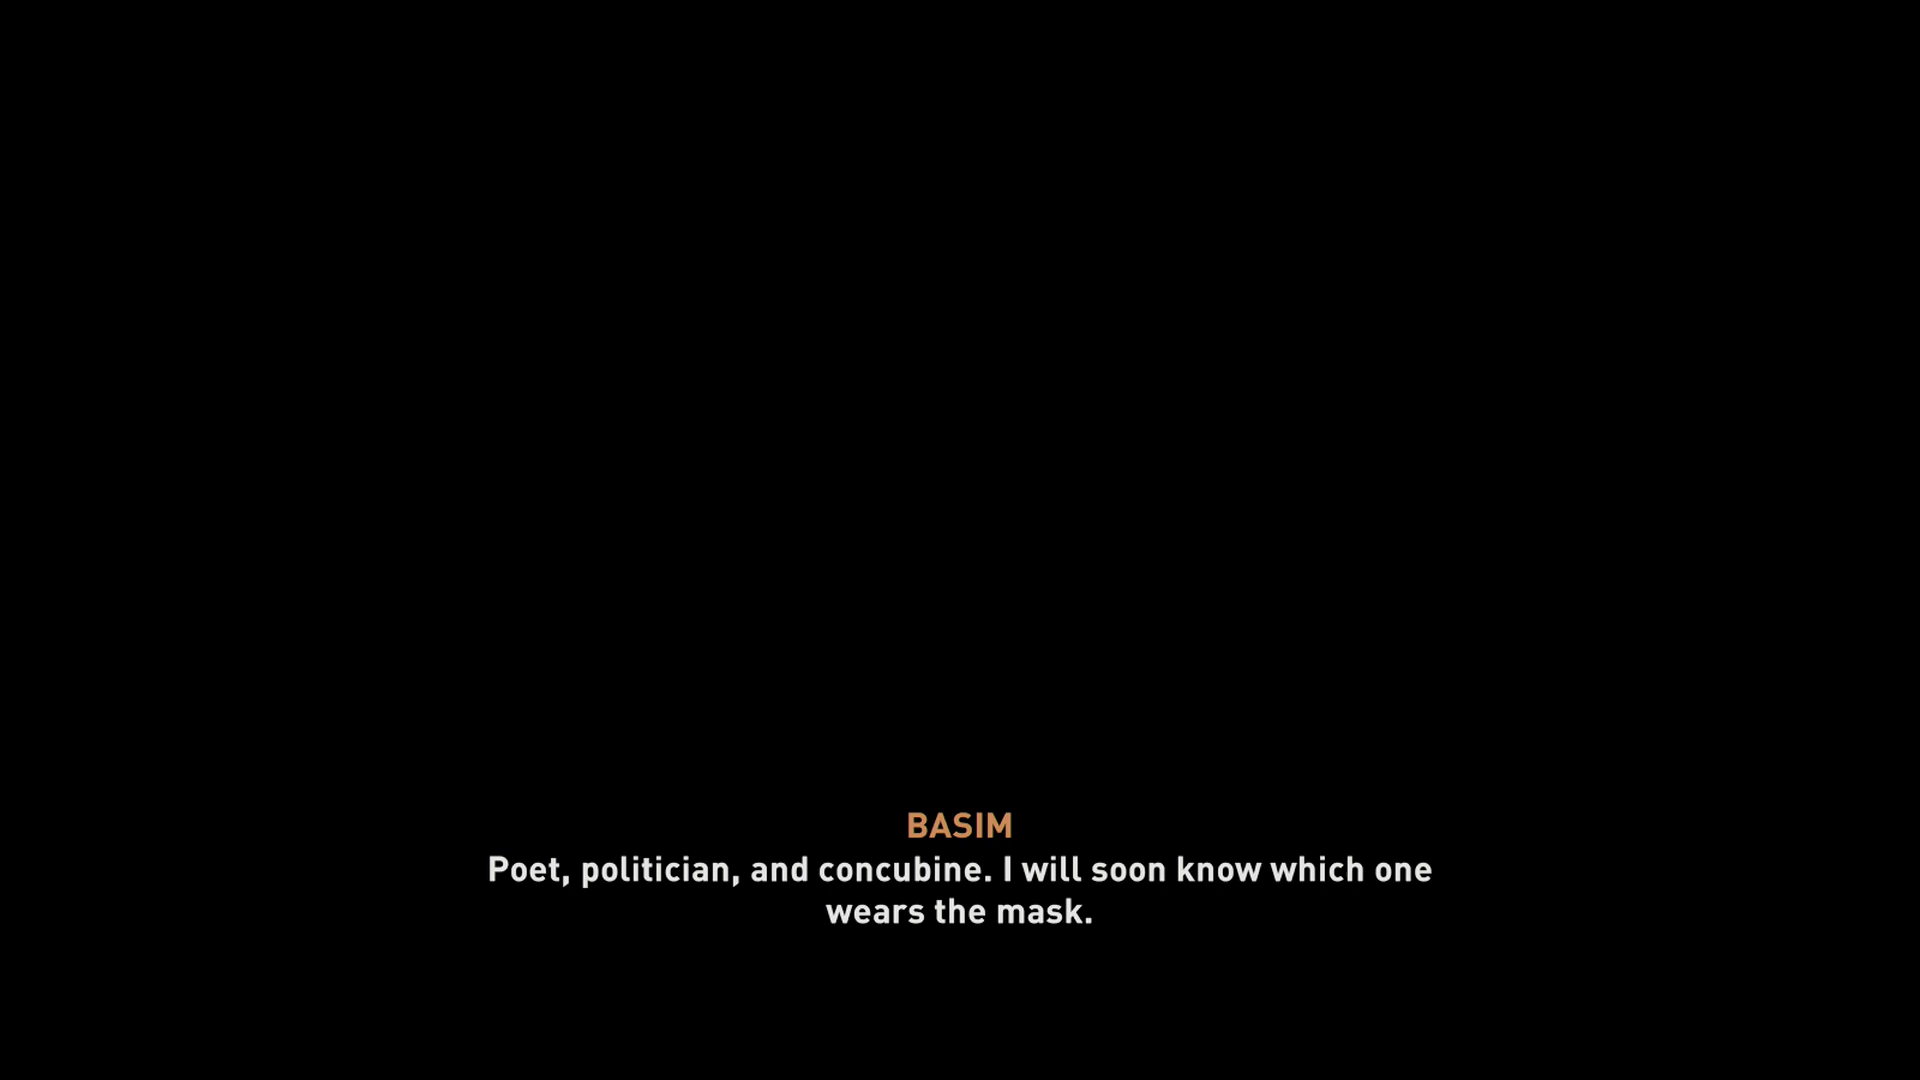 BASIM
Poet, politician, and concubine. I will soon know which one
wears the mask.